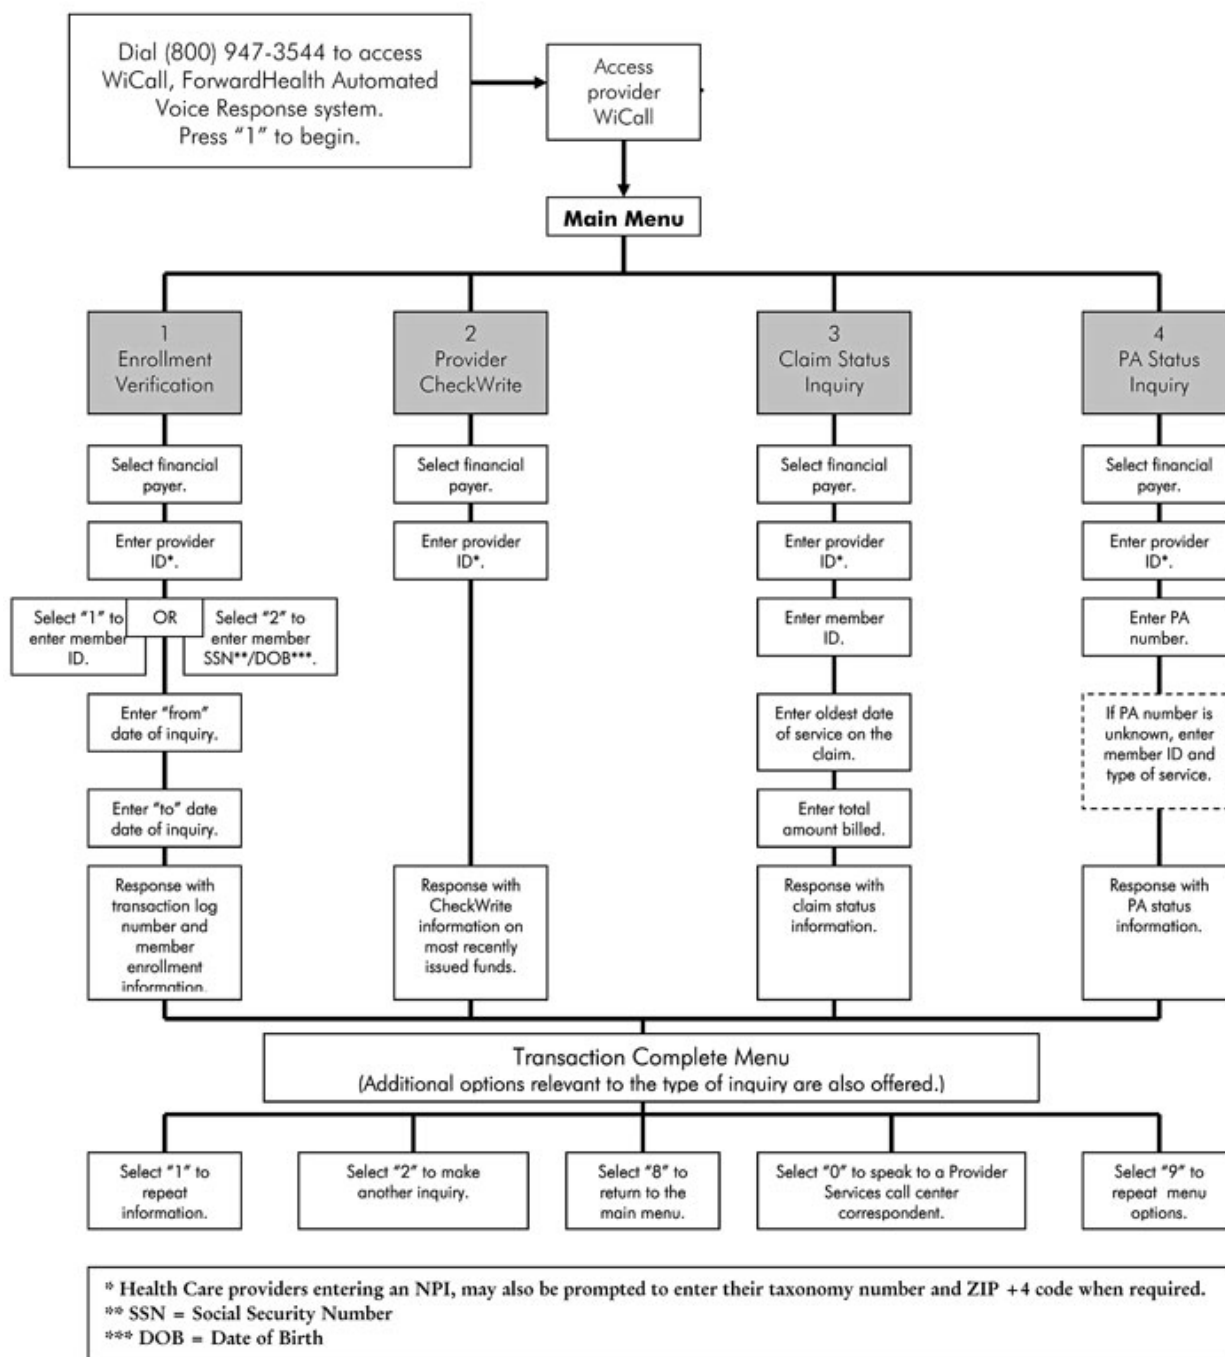 Dial (800) 947-3544 to access
WiCall, ForwardHealth Automated
Voice Response system.
Press “1” to begin.
Access
provider
WiCall
Main Menu
1
Enrollment
Verification
2
Provider
CheckWrite
3
Claim Status
Inquiry
4
PA Status
Inquiry
Select financial
payer.
Select financial
payer.
Select financial
payer.
Select financial
payer.
Enter provider
ID*.
Enter provider
ID*.
Enter provider
ID*.
Enter provider
ID*.
Select “1” to
enter member
ID.
OR
Select “2” to
enter member
SSN**/DOB***.
Enter member
ID.
Enter PA
number.
Enter “from”
date of inquiry.
Enter oldest date
of service on the
claim.
If PA number is
unknown, enter
member ID and
type of service.
Enter “to” date
date of inquiry.
Enter total
amount billed.
Response with
transaction log
number and
member
enrollment
information.
Response with
CheckWrite
information on
most recently
issued funds.
Response with
claim status
information.
Response with
PA status
information.
Transaction Complete Menu
(Additional options relevant to the type of inquiry are also offered.)
Select “1” to
repeat
information.
Select “2” to make
another inquiry.
Select “8” to
return to the
main menu.
Select “0” to speak to a Provider
Services call center
correspondent.
Select “9” to
repeat menu
options.
* Health Care providers entering an NPI, may also be prompted to enter their taxonomy number and ZIP +4 code when required.
** SSN = Social Security Number
*** DOB = Date of Birth